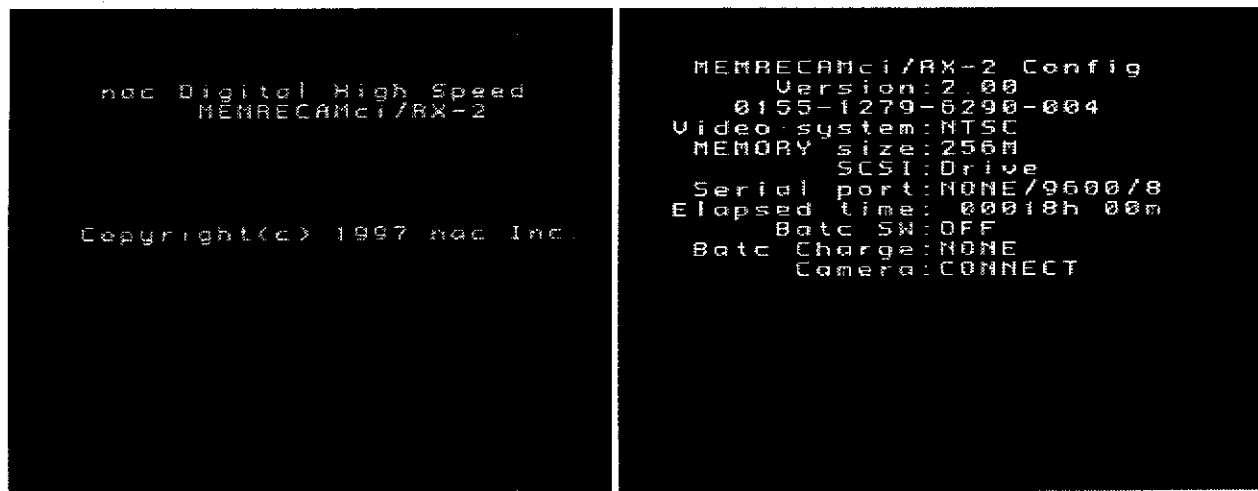 nac Digital High Speed
MEMRECAMci/RX-2
Copyright(c) 1997 nac Inc.
MEMRECAMci/RX-2 Config
Version:2.00
0155-1279-6290-004
Video system:NTSC
MEMORY size:256M
SCSI:Drive
Serial port:NONE/9600/8
Elapsed time: 00018h 00m
Batc SW:OFF
Batc Charge:NONE
Camera:CONNECT